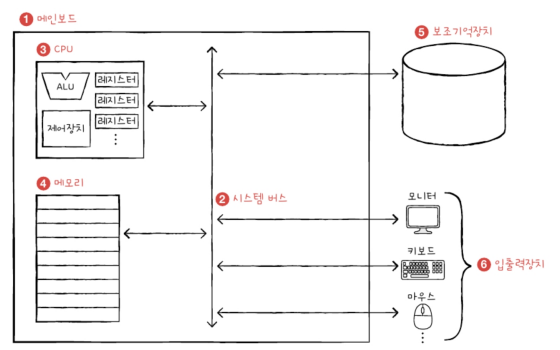 1 메인보드
5 보조기억장치
3 CPU
ALU
레지스터
레지스터
제어장치
레지스터
4 메모리
2 시스템 버스
모니터
키보드
6 입출력장치
마우스